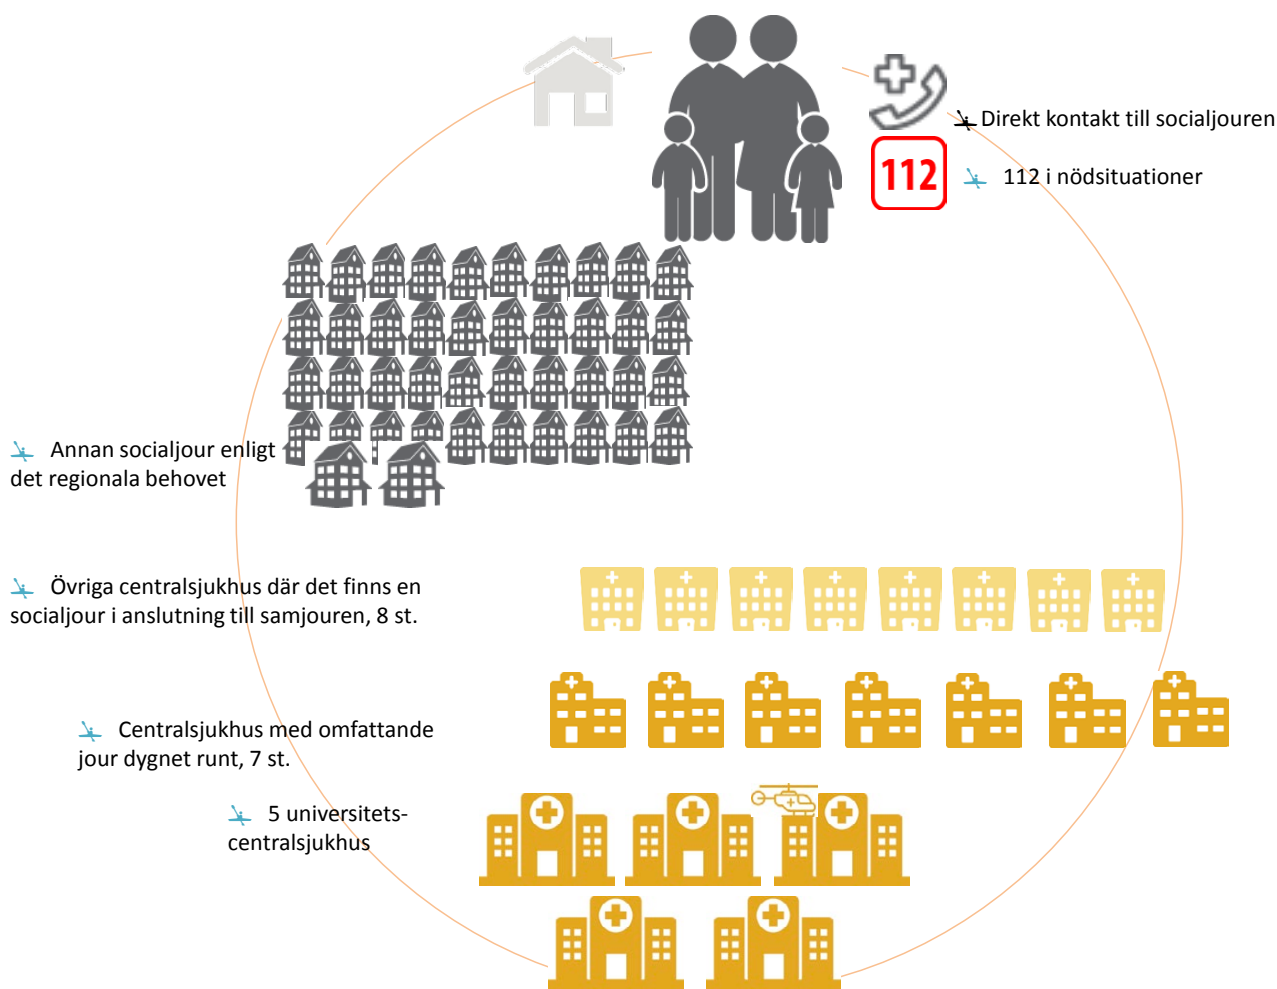 Direkt kontakt till socialjouren
112
112 i nödsituationer
Annan socialjour enligt
det regionala behovet
Övriga centralsjukhus där det finns en
socialjour i anslutning till samjouren, 8 st.
Centralsjukhus med omfattande
jour dygnet runt, 7 st.
5 universitets-
centralsjukhus